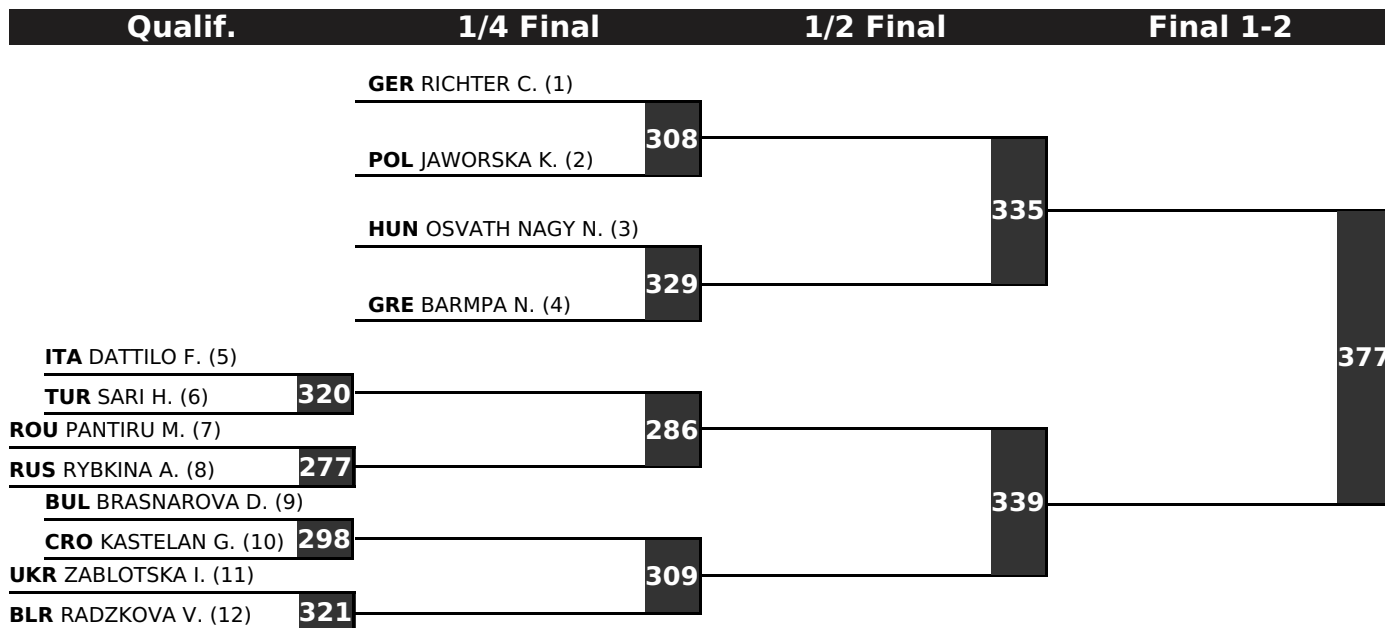 Qualif. 1/4 Final 1/2 Final Final 1-2
GER RICHTER C. (1)
308
POL JAWORSKA K. (2)
335
HUN OSVATH NAGY N. (3)
329
GRE BARMPA N. (4)
377
ITA DATTILO F. (5)
320
TUR SARI H. (6)
286
ROU PANTIRU M. (7)
277
RUS RYBKINA A. (8)
339
BUL BRASNAROVA D. (9)
298
CRO KASTELAN G. (10)
309
UKR ZABLOTSKA I. (11)
321
BLR RADZKOVA V. (12)